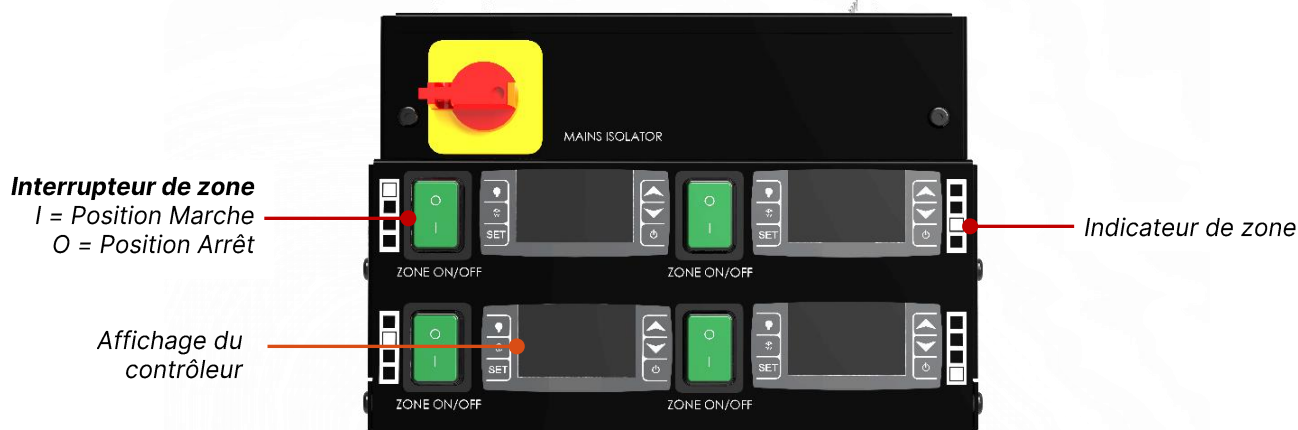 MAINS ISOLATOR
Interrupteur de zone
I = Position Marche
O = Position Arrêt
SET
SET
Indicateur de zone
ZONE ON/OFF
ZONE ON/OFF
Affichage du
contrôleur
SET
SET
ZONE ON/OFF
ZONE ON/OFF